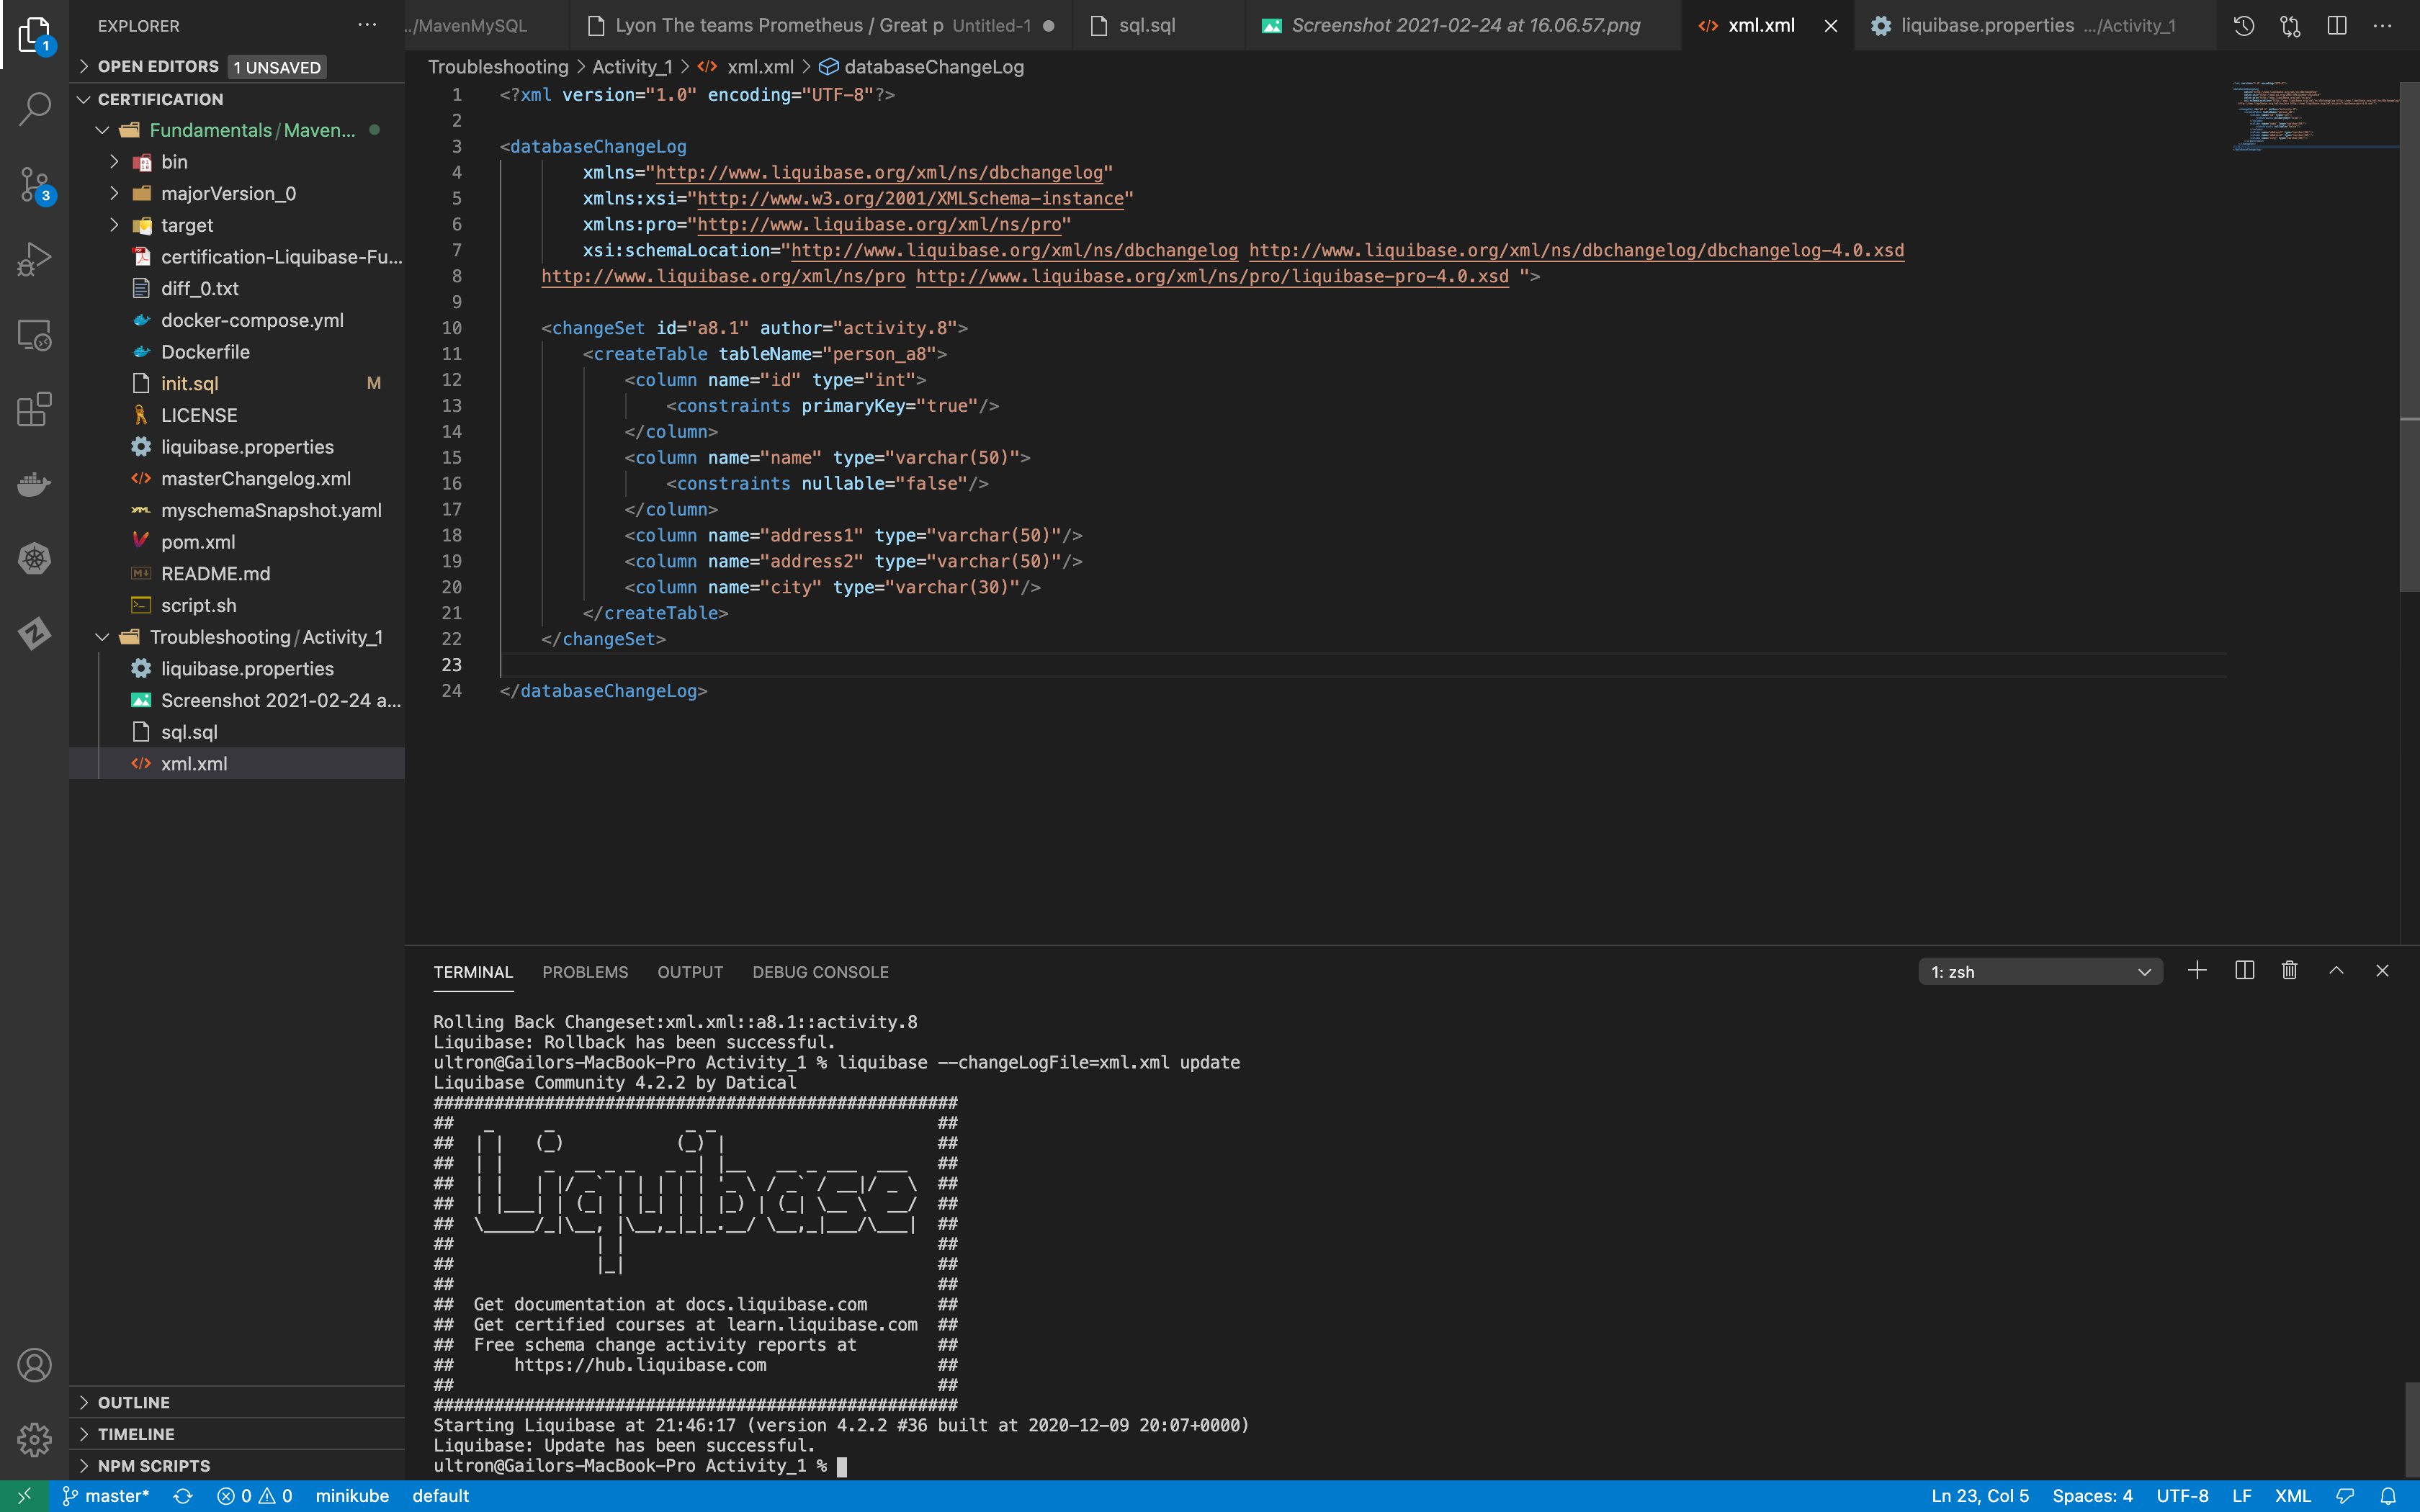 EXPLORER
OPEN EDITORS 1 UNSAVED
CERTIFICATION
Fundamentals/Maven...
bin
majorVersion_0
target
certification-Liquibase-Fu...
diff_0.txt
docker-compose.yml
Dockerfile
init.sql M
LICENSE
liquibase.properties
masterChangelog.xml
myschemaSnapshot.yaml
pom.xml
README.md
script.sh
Troubleshooting/Activity_1
liquibase.properties
Screenshot 2021-02-24 a...
sql.sql
xml.xml
OUTLINE
TIMELINE
NPM SCRIPTS
1
3
../MavenMySQL Lyon The teams Prometheus / Great p Untitled-1 sql.sql Screenshot 2021-02-24 at 16.06.57.png xml.xml liquibase.properties .../Activity_1
Troubleshooting > Activity_1 > xml.xml > databaseChangeLog
1 <?xml version="1.0" encoding="UTF-8"?>
2
3 <databaseChangeLog
4 xmlns="http://www.liquibase.org/xml/ns/dbchangelog"
5 xmlns:xsi="http://www.w3.org/2001/XMLSchema-instance"
6 xmlns:pro="http://www.liquibase.org/xml/ns/pro"
7 xsi:schemaLocation="http://www.liquibase.org/xml/ns/dbchangelog http://www.liquibase.org/xml/ns/dbchangelog/dbchangelog-4.0.xsd
8 http://www.liquibase.org/xml/ns/pro http://www.liquibase.org/xml/ns/pro/liquibase-pro-4.0.xsd ">
9
10 <changeSet id="a8.1" author="activity.8">
11 <createTable tableName="person_a8">
12 <column name="id" type="int">
13 <constraints primaryKey="true"/>
14 </column>
15 <column name="name" type="varchar(50)">
16 <constraints nullable="false"/>
17 </column>
18 <column name="address1" type="varchar(50)"/>
19 <column name="address2" type="varchar(50)"/>
20 <column name="city" type="varchar(30)"/>
21 </createTable>
22 </changeSet>
23
24 </databaseChangeLog>
TERMINAL PROBLEMS OUTPUT DEBUG CONSOLE 1: zsh
Rolling Back Changeset:xml.xml::a8.1::activity.8
Liquibase: Rollback has been successful.
ultron@Gailors-MacBook-Pro Activity_1 % liquibase --changeLogFile=xml.xml update
Liquibase Community 4.2.2 by Datical
####################################################
Liquibase
## Get documentation at docs.liquibase.com ##
## Get certified courses at learn.liquibase.com ##
## Free schema change activity reports at ##
## https://hub.liquibase.com ##
## ##
####################################################
Starting Liquibase at 21:46:17 (version 4.2.2 #36 built at 2020-12-09 20:07+0000)
Liquibase: Update has been successful.
ultron@Gailors-MacBook-Pro Activity_1 %
master* 0 0 minikube default Ln 23, Col 5 Spaces: 4 UTF-8 LF XML